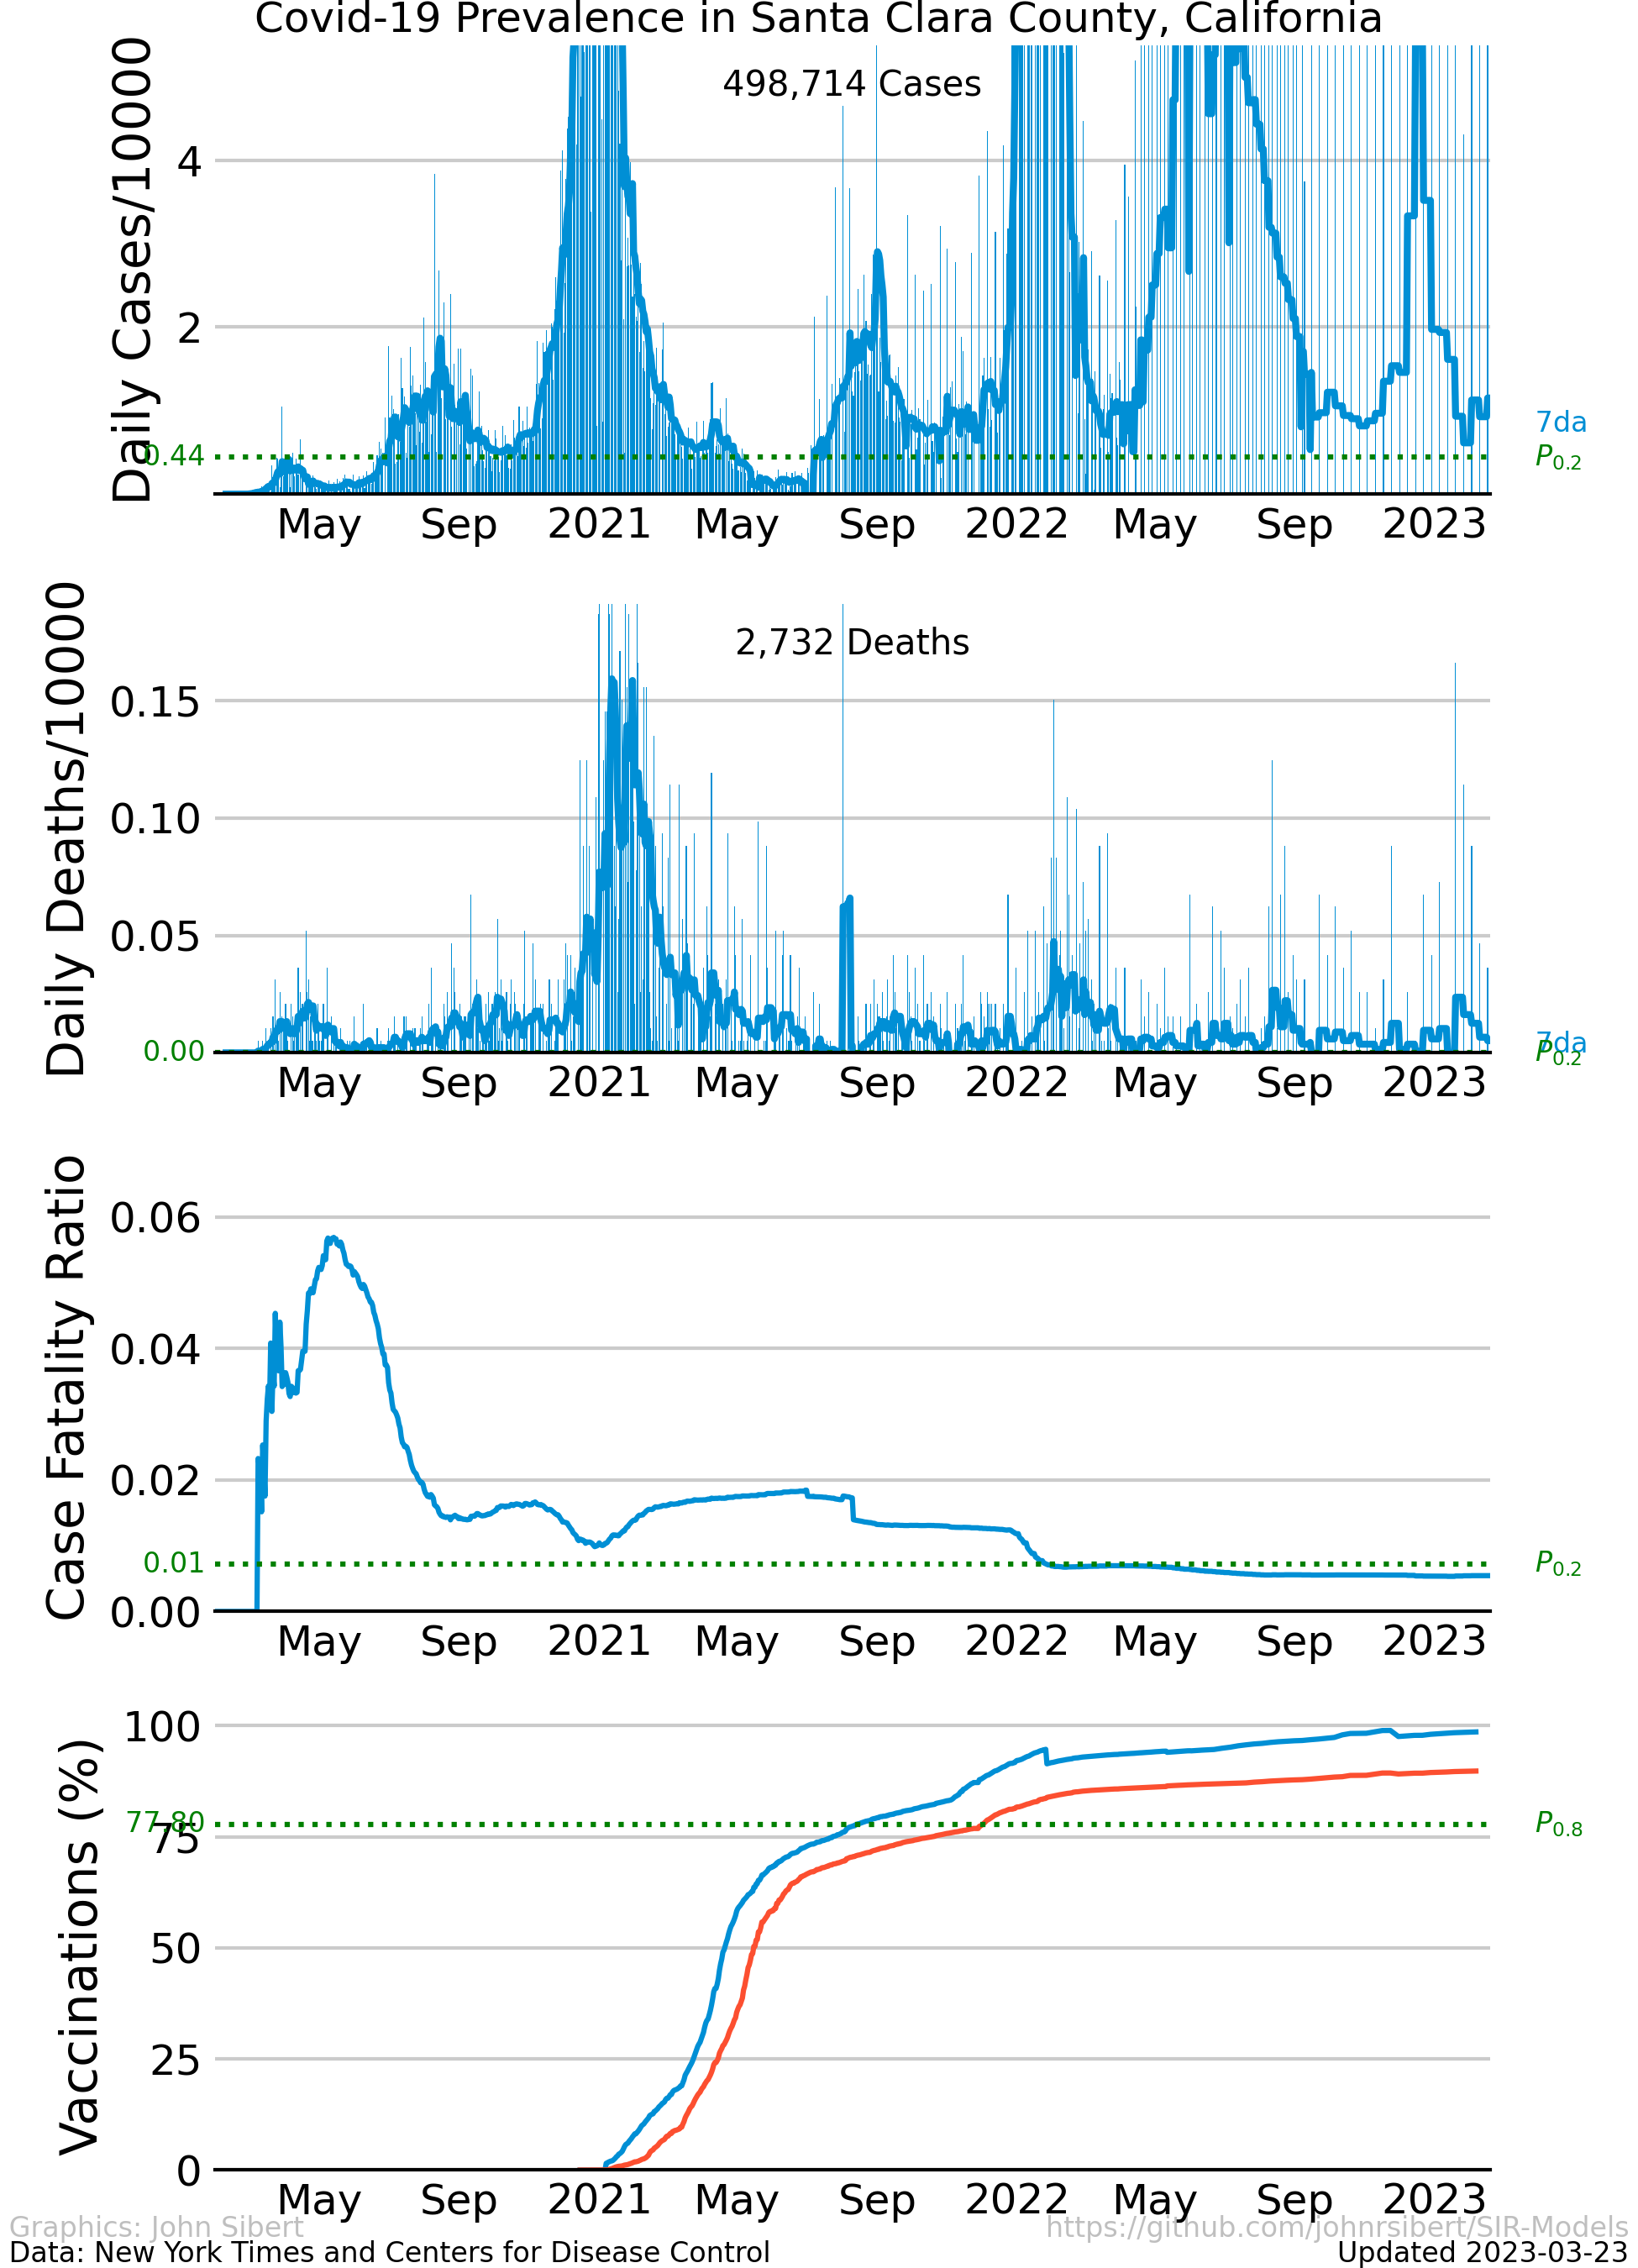 Covid-19 Prevalence in Santa Clara County, California
Daily Cases/10000
498,714 Cases
4
2
0.44
7da
P0.2
May Sep 2021 May Sep 2022 May Sep 2023
Daily Deaths/10000
2,732 Deaths
0.15
0.10
0.05
0.00
7da
P0.2
May Sep 2021 May Sep 2022 May Sep 2023
Case Fatality Ratio
0.06
0.04
0.02
0.01
0.00
P0.2
May Sep 2021 May Sep 2022 May Sep 2023
Vaccinations (%)
100
77.80
75
50
25
0
P0.8
May Sep 2021 May Sep 2022 May Sep 2023
Graphics: John Sibert
https://github.com/johnrsibert/SIR-Models
Data: New York Times and Centers for Disease Control
Updated 2023-03-23